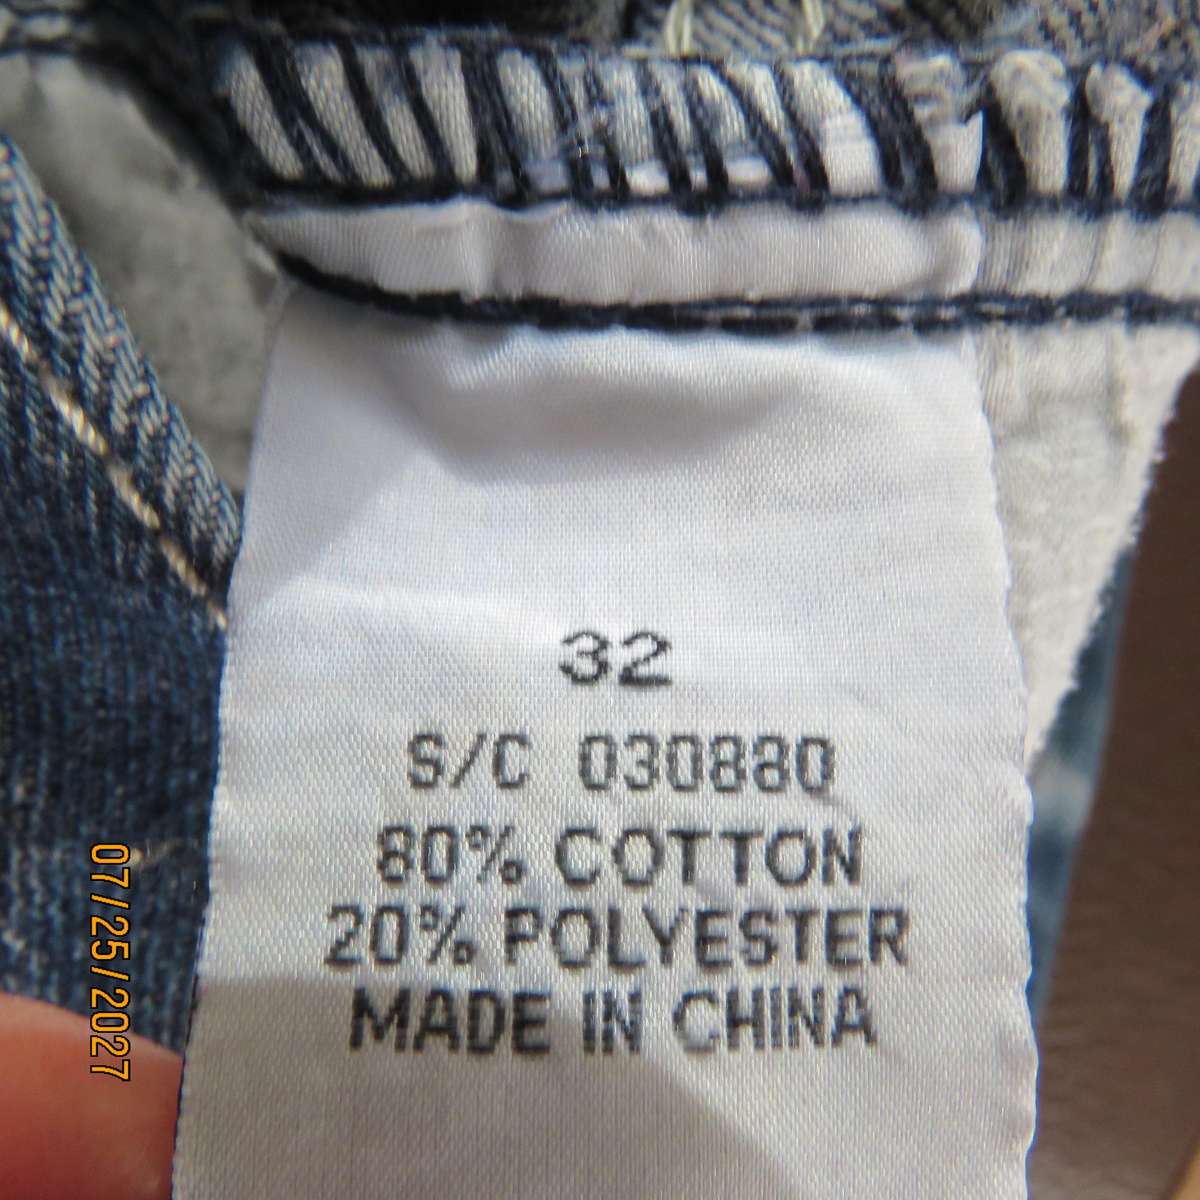 32
S/C 030880
80% COTTON
20% POLYESTER
MADE IN CHINA
07/25/2027